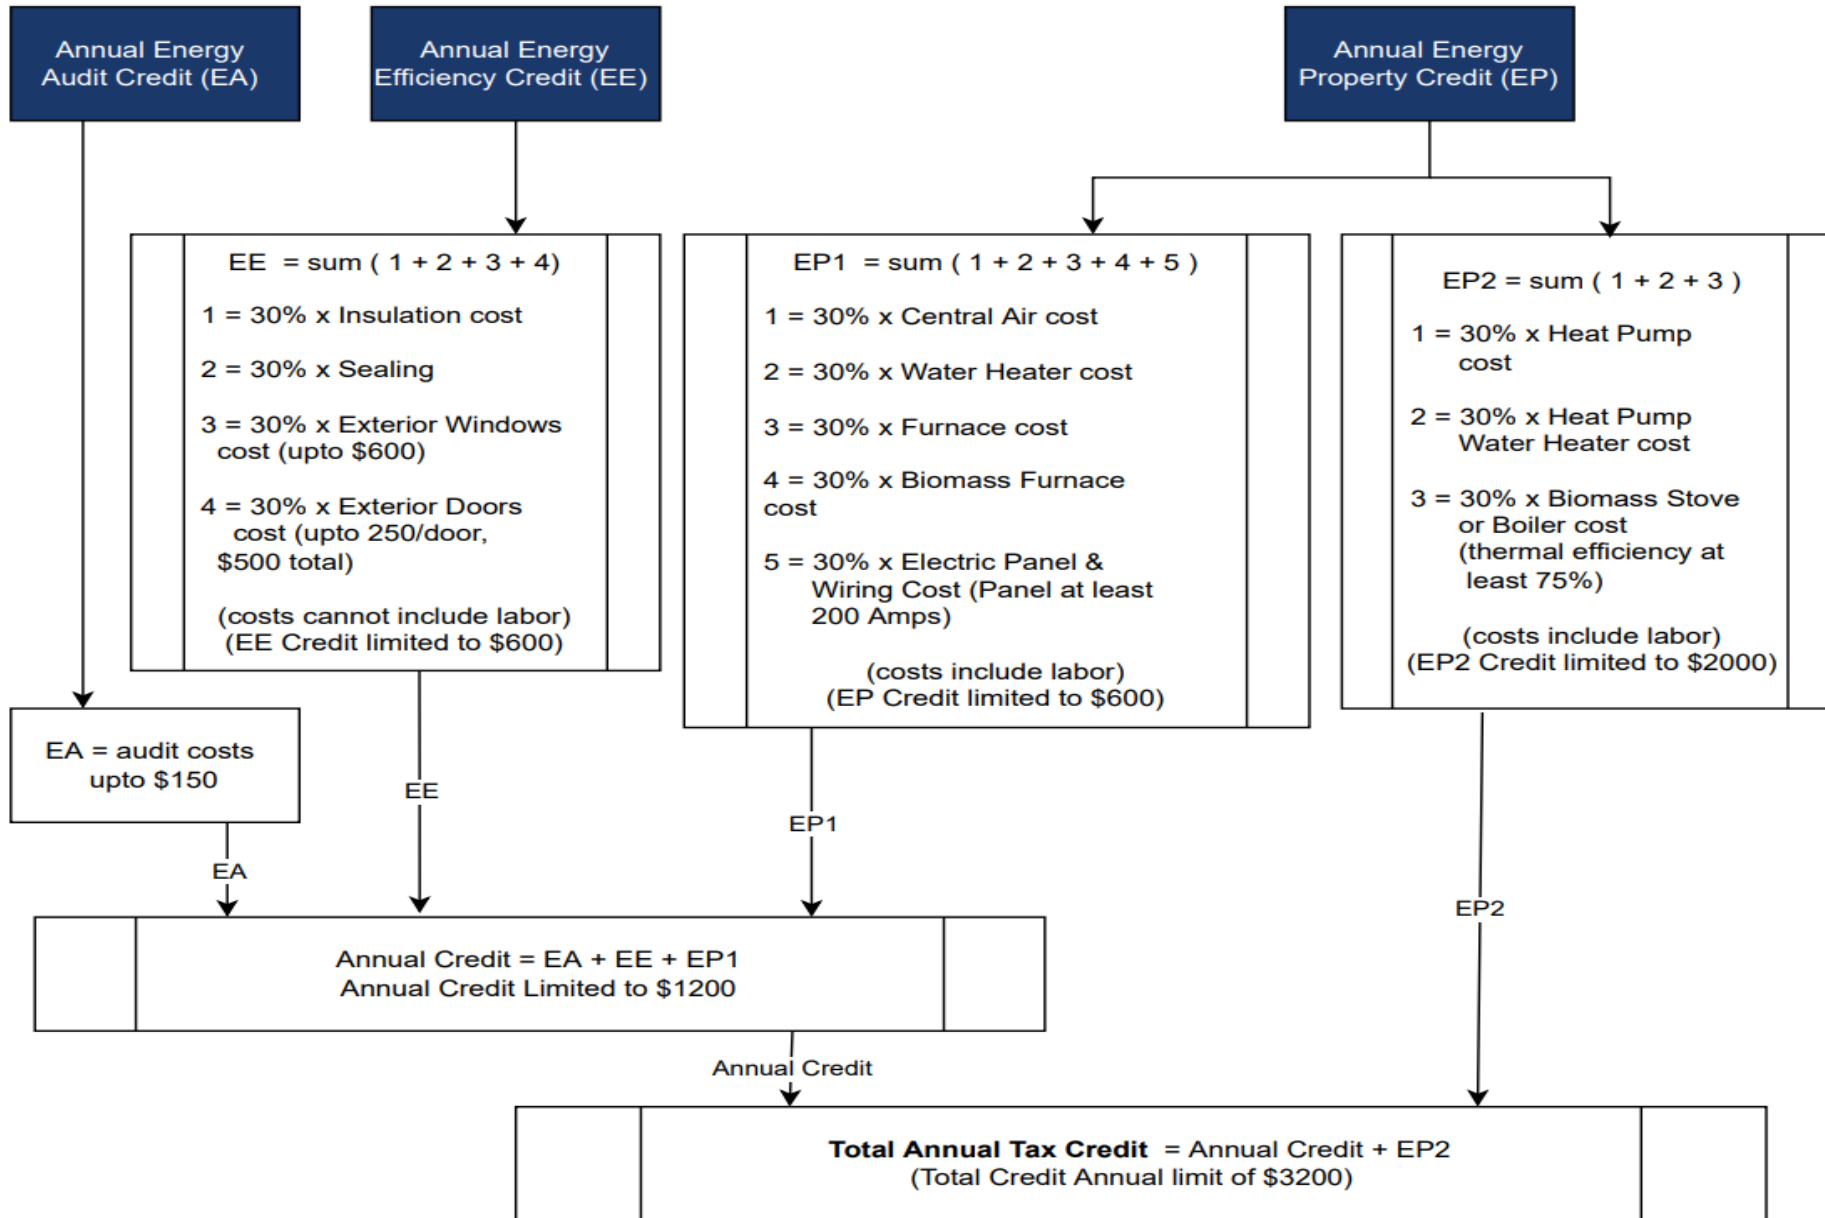 Annual Energy
Audit Credit (EA)
Annual Energy
Efficiency Credit (EE)
Annual Energy
Property Credit (EP)
EE = sum ( 1 + 2 + 3 + 4)
1 = 30% x Insulation cost
2 = 30% x Sealing
3 = 30% x Exterior Windows
cost (upto $600)
4 = 30% x Exterior Doors
cost (upto 250/door,
$500 total)
(costs cannot include labor)
(EE Credit limited to $600)
EP1 = sum ( 1 + 2 + 3 + 4 + 5 )
1 = 30% x Central Air cost
2 = 30% x Water Heater cost
3 = 30% x Furnace cost
4 = 30% x Biomass Furnace
cost
5 = 30% x Electric Panel &
Wiring Cost (Panel at least
200 Amps)
(costs include labor)
(EP Credit limited to $600)
EP2 = sum ( 1 + 2 + 3 )
1 = 30% x Heat Pump
cost
2 = 30% x Heat Pump
Water Heater cost
3 = 30% x Biomass Stove
or Boiler cost
(thermal efficiency at
least 75%)
(costs include labor)
(EP2 Credit limited to $2000)
EA = audit costs
upto $150
EA
EE
EP1
EP2
Annual Credit = EA + EE + EP1
Annual Credit Limited to $1200
Annual Credit
Total Annual Tax Credit = Annual Credit + EP2
(Total Credit Annual limit of $3200)